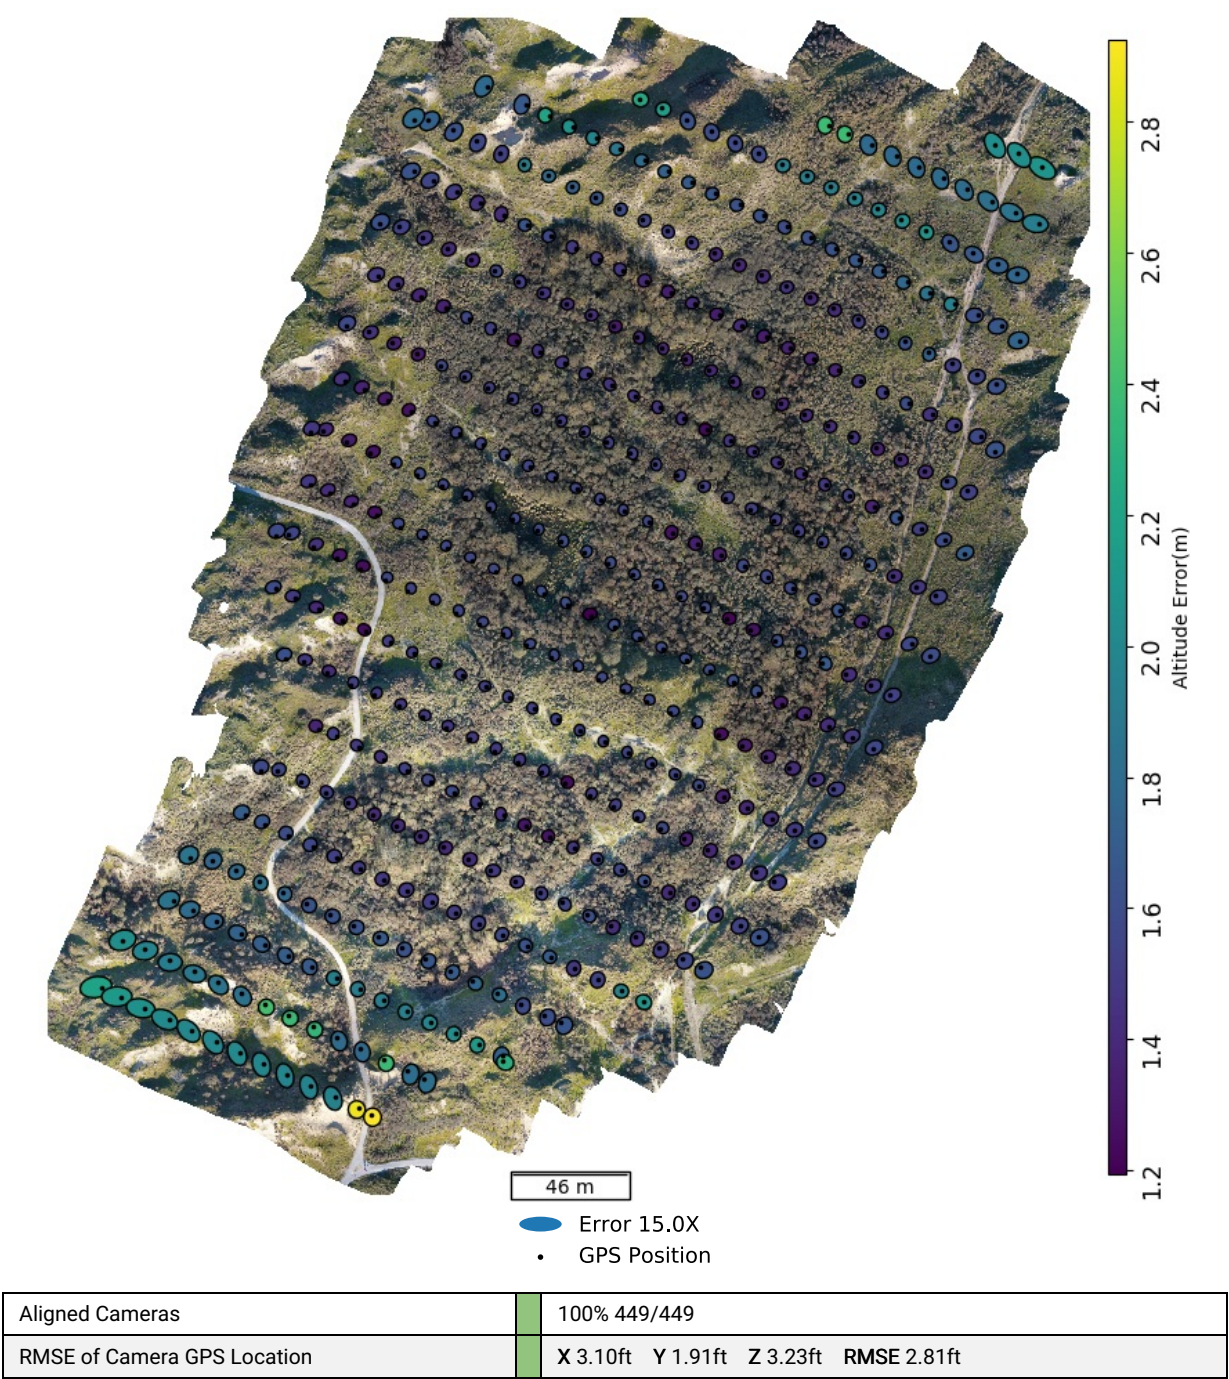 2.8
2.6
2.4
2.2
2.0
1.8
1.6
1.4
1.2
Altitude Error(m)
46 m
Error 15.0X
GPS Position
Aligned Cameras 100% 449/449
RMSE of Camera GPS Location X 3.10ft Y 1.91ft Z 3.23ft RMSE 2.81ft